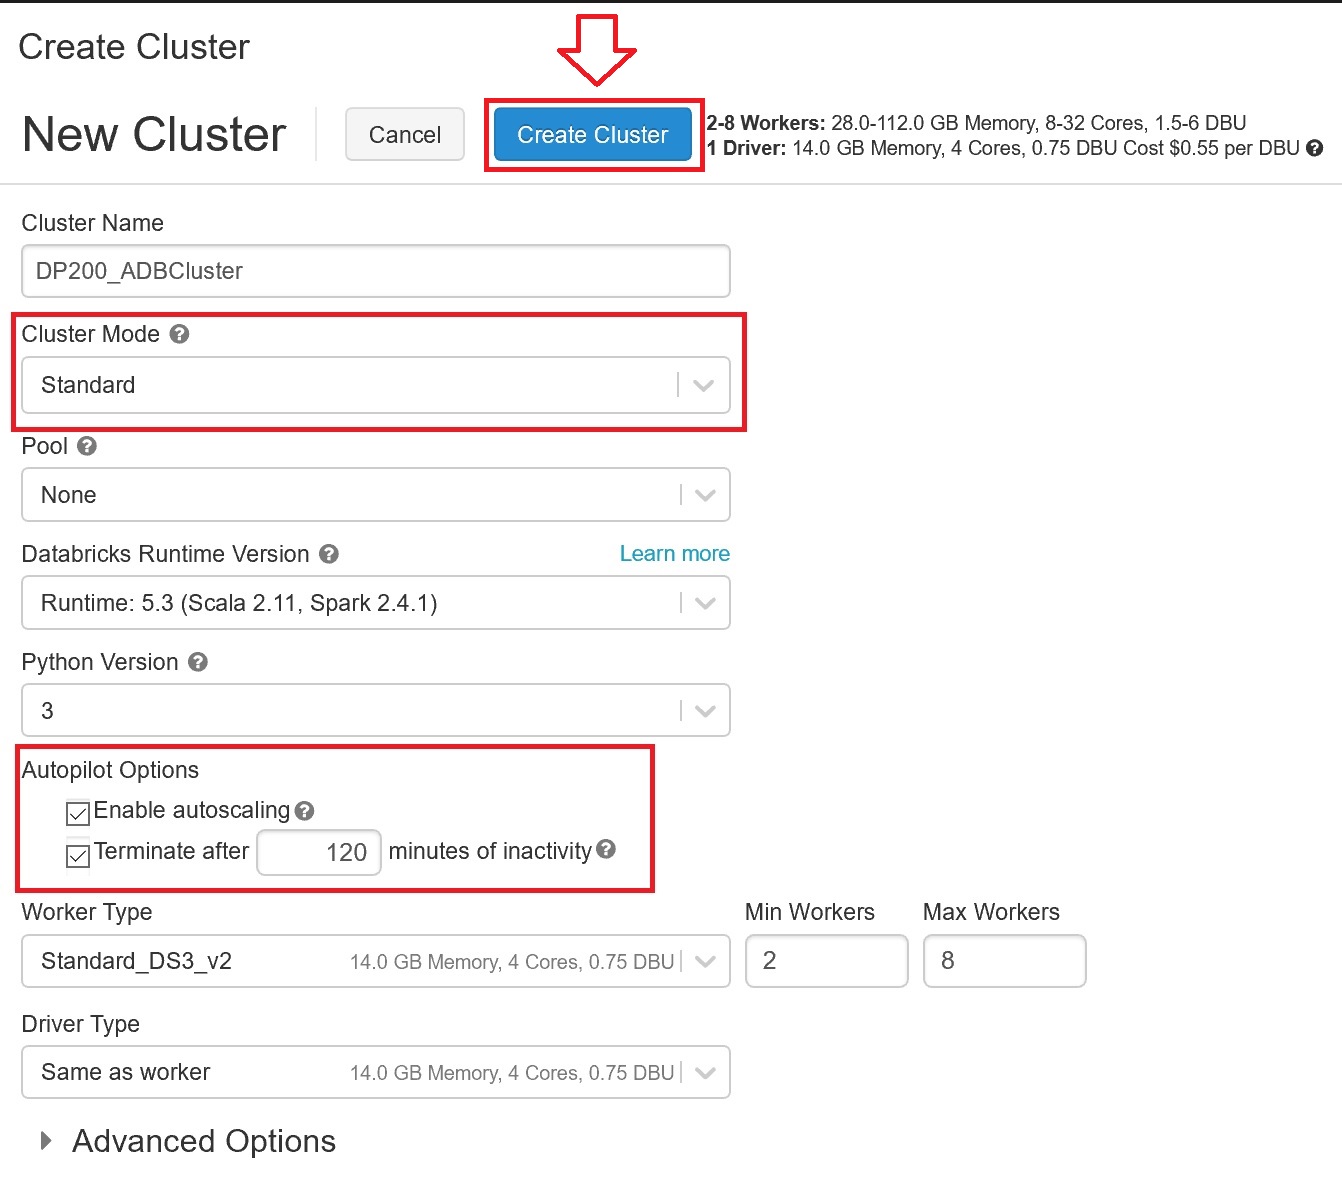 Create Cluster
New Cluster
Cancel
Create Cluster
2-8 Workers: 28.0-112.0 GB Memory, 8-32 Cores, 1.5-6 DBU
1 Driver: 14.0 GB Memory, 4 Cores, 0.75 DBU Cost $0.55 per DBU ?
Cluster Name
DP200_ADBCluster
Cluster Mode ?
Standard
Pool ?
None
Databricks Runtime Version ? Learn more
Runtime: 5.3 (Scala 2.11, Spark 2.4.1)
Python Version ?
3
Autopilot Options
Enable autoscaling ?
Terminate after 120 minutes of inactivity ?
Worker Type Min Workers Max Workers
Standard_DS3_v2 14.0 GB Memory, 4 Cores, 0.75 DBU 2 8
Driver Type
Same as worker 14.0 GB Memory, 4 Cores, 0.75 DBU
Advanced Options